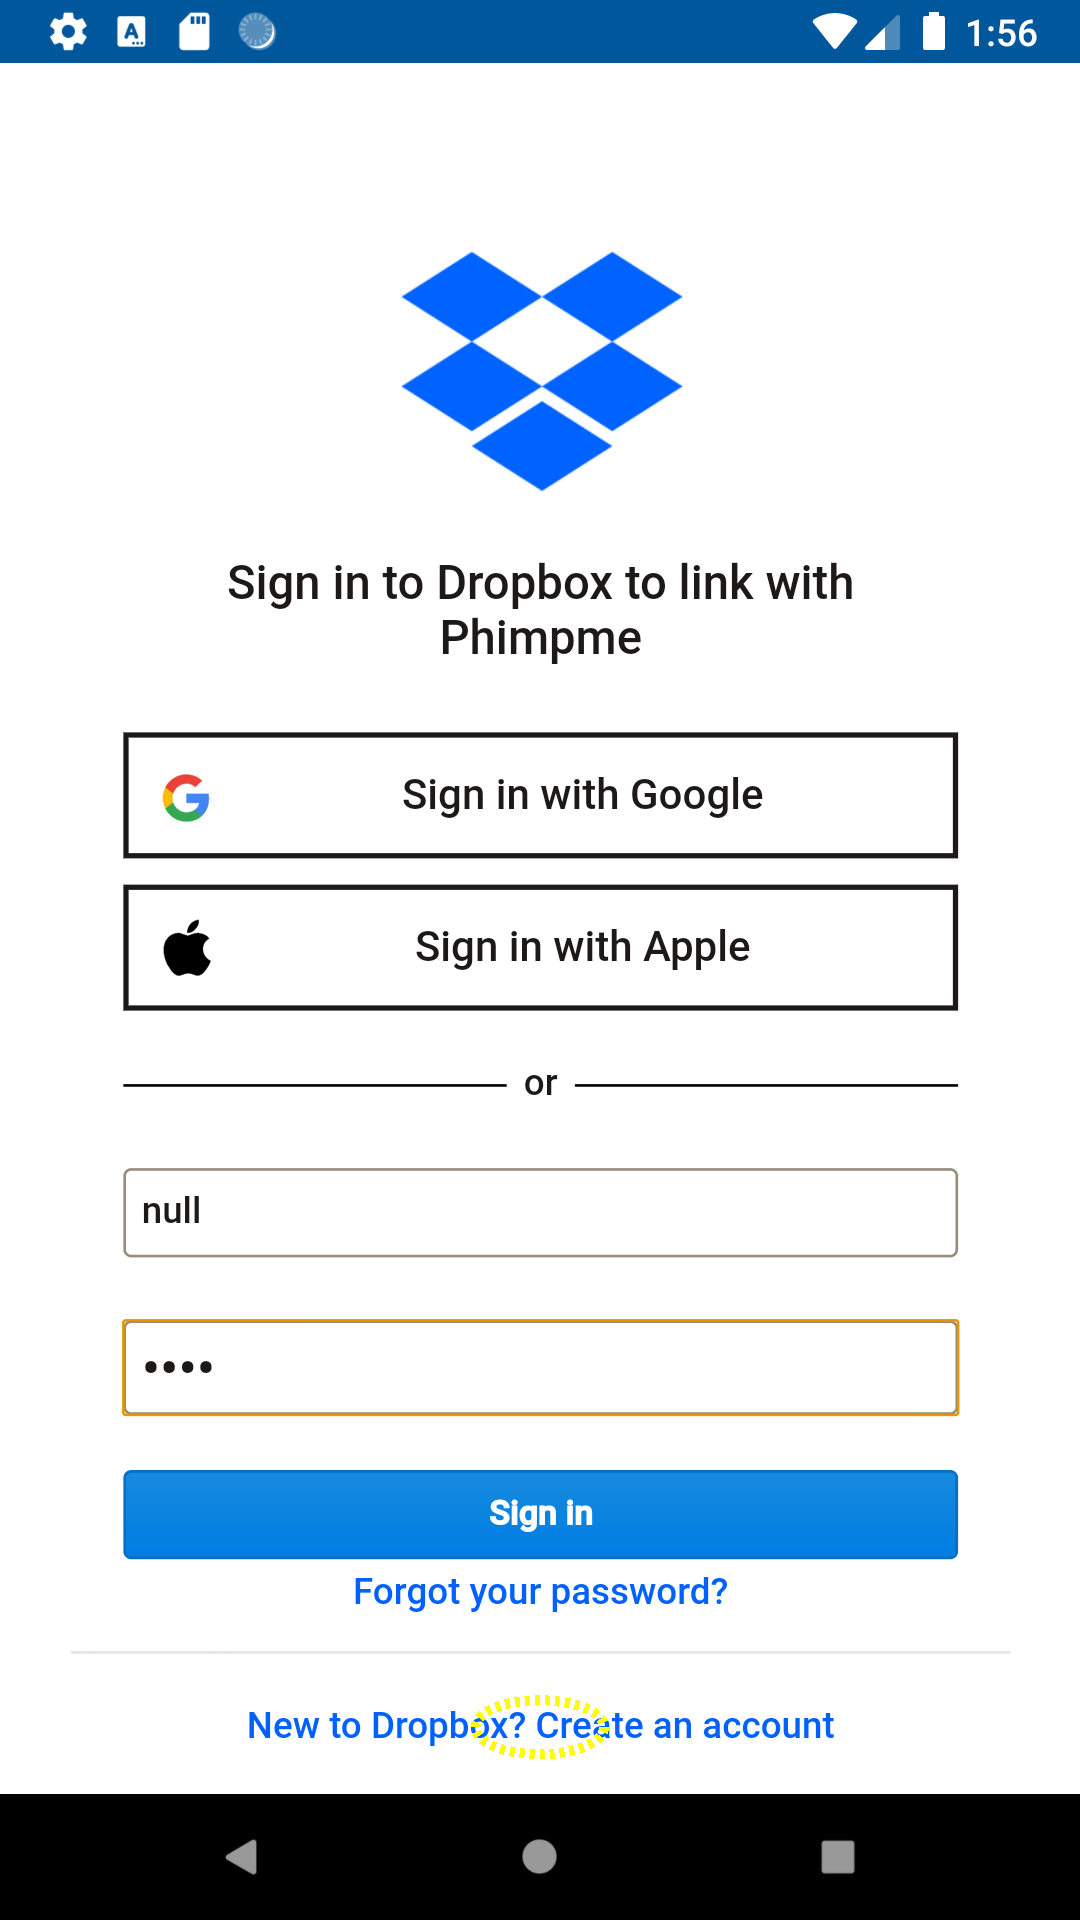 1:56
Sign in to Dropbox to link with
Phimpme
Sign in with Google
Sign in with Apple
or
null
••••
Sign in
Forgot your password?
New to Dropbox? Create an account